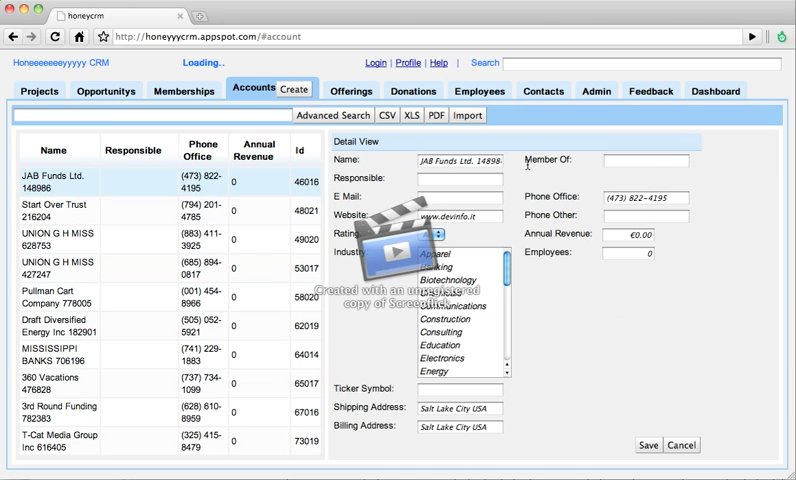 honeycrm
http://honeyyycrm.appspot.com/#account
Honeeeeeeyyyyy CRM
Loading..
Login | Profile | Help | Search
Projects
Opportunitys
Memberships
Accounts
Create
Offerings
Donations
Employees
Contacts
Admin
Feedback
Dashboard
Advanced Search
CSV
XLS
PDF
Import
Name
Responsible
Phone Office
Annual Revenue
Id
JAB Funds Ltd. (473) 822- 0 46016
148986 4195
Start Over Trust (794) 201- 0 48021
216204 4785
UNION G H MISS (883) 411- 0 49020
628753 3925
UNION G H MISS (685) 894- 0 53017
427247 0817
Pullman Cart (001) 454- 0 58020
Company 778005 8966
Draft Diversified (505) 052- 0 62019
Energy Inc 182901 5921
MISSISSIPPI (741) 229- 0 64014
BANKS 706196 1883
360 Vacations (737) 734- 0 65017
476828 1099
3rd Round Funding (628) 610- 0 67016
782383 8959
T-Cat Media Group (325) 415- 0 73019
Inc 616405 8479
Detail View
Name: JAB Funds Ltd. 14898
Member Of:
Responsible:
E Mail:
Phone Office: (473) 822-4195
Website: www.devinfo.it
Phone Other:
Rating
Annual Revenue: €0.00
Industry
Employees: 0
Apparel
Banking
Biotechnology
Communications
Construction
Consulting
Education
Electronics
Energy
Created with an unregistered
copy of Screenflick
Ticker Symbol:
Shipping Address: Salt Lake City USA
Billing Address: Salt Lake City USA
Save
Cancel